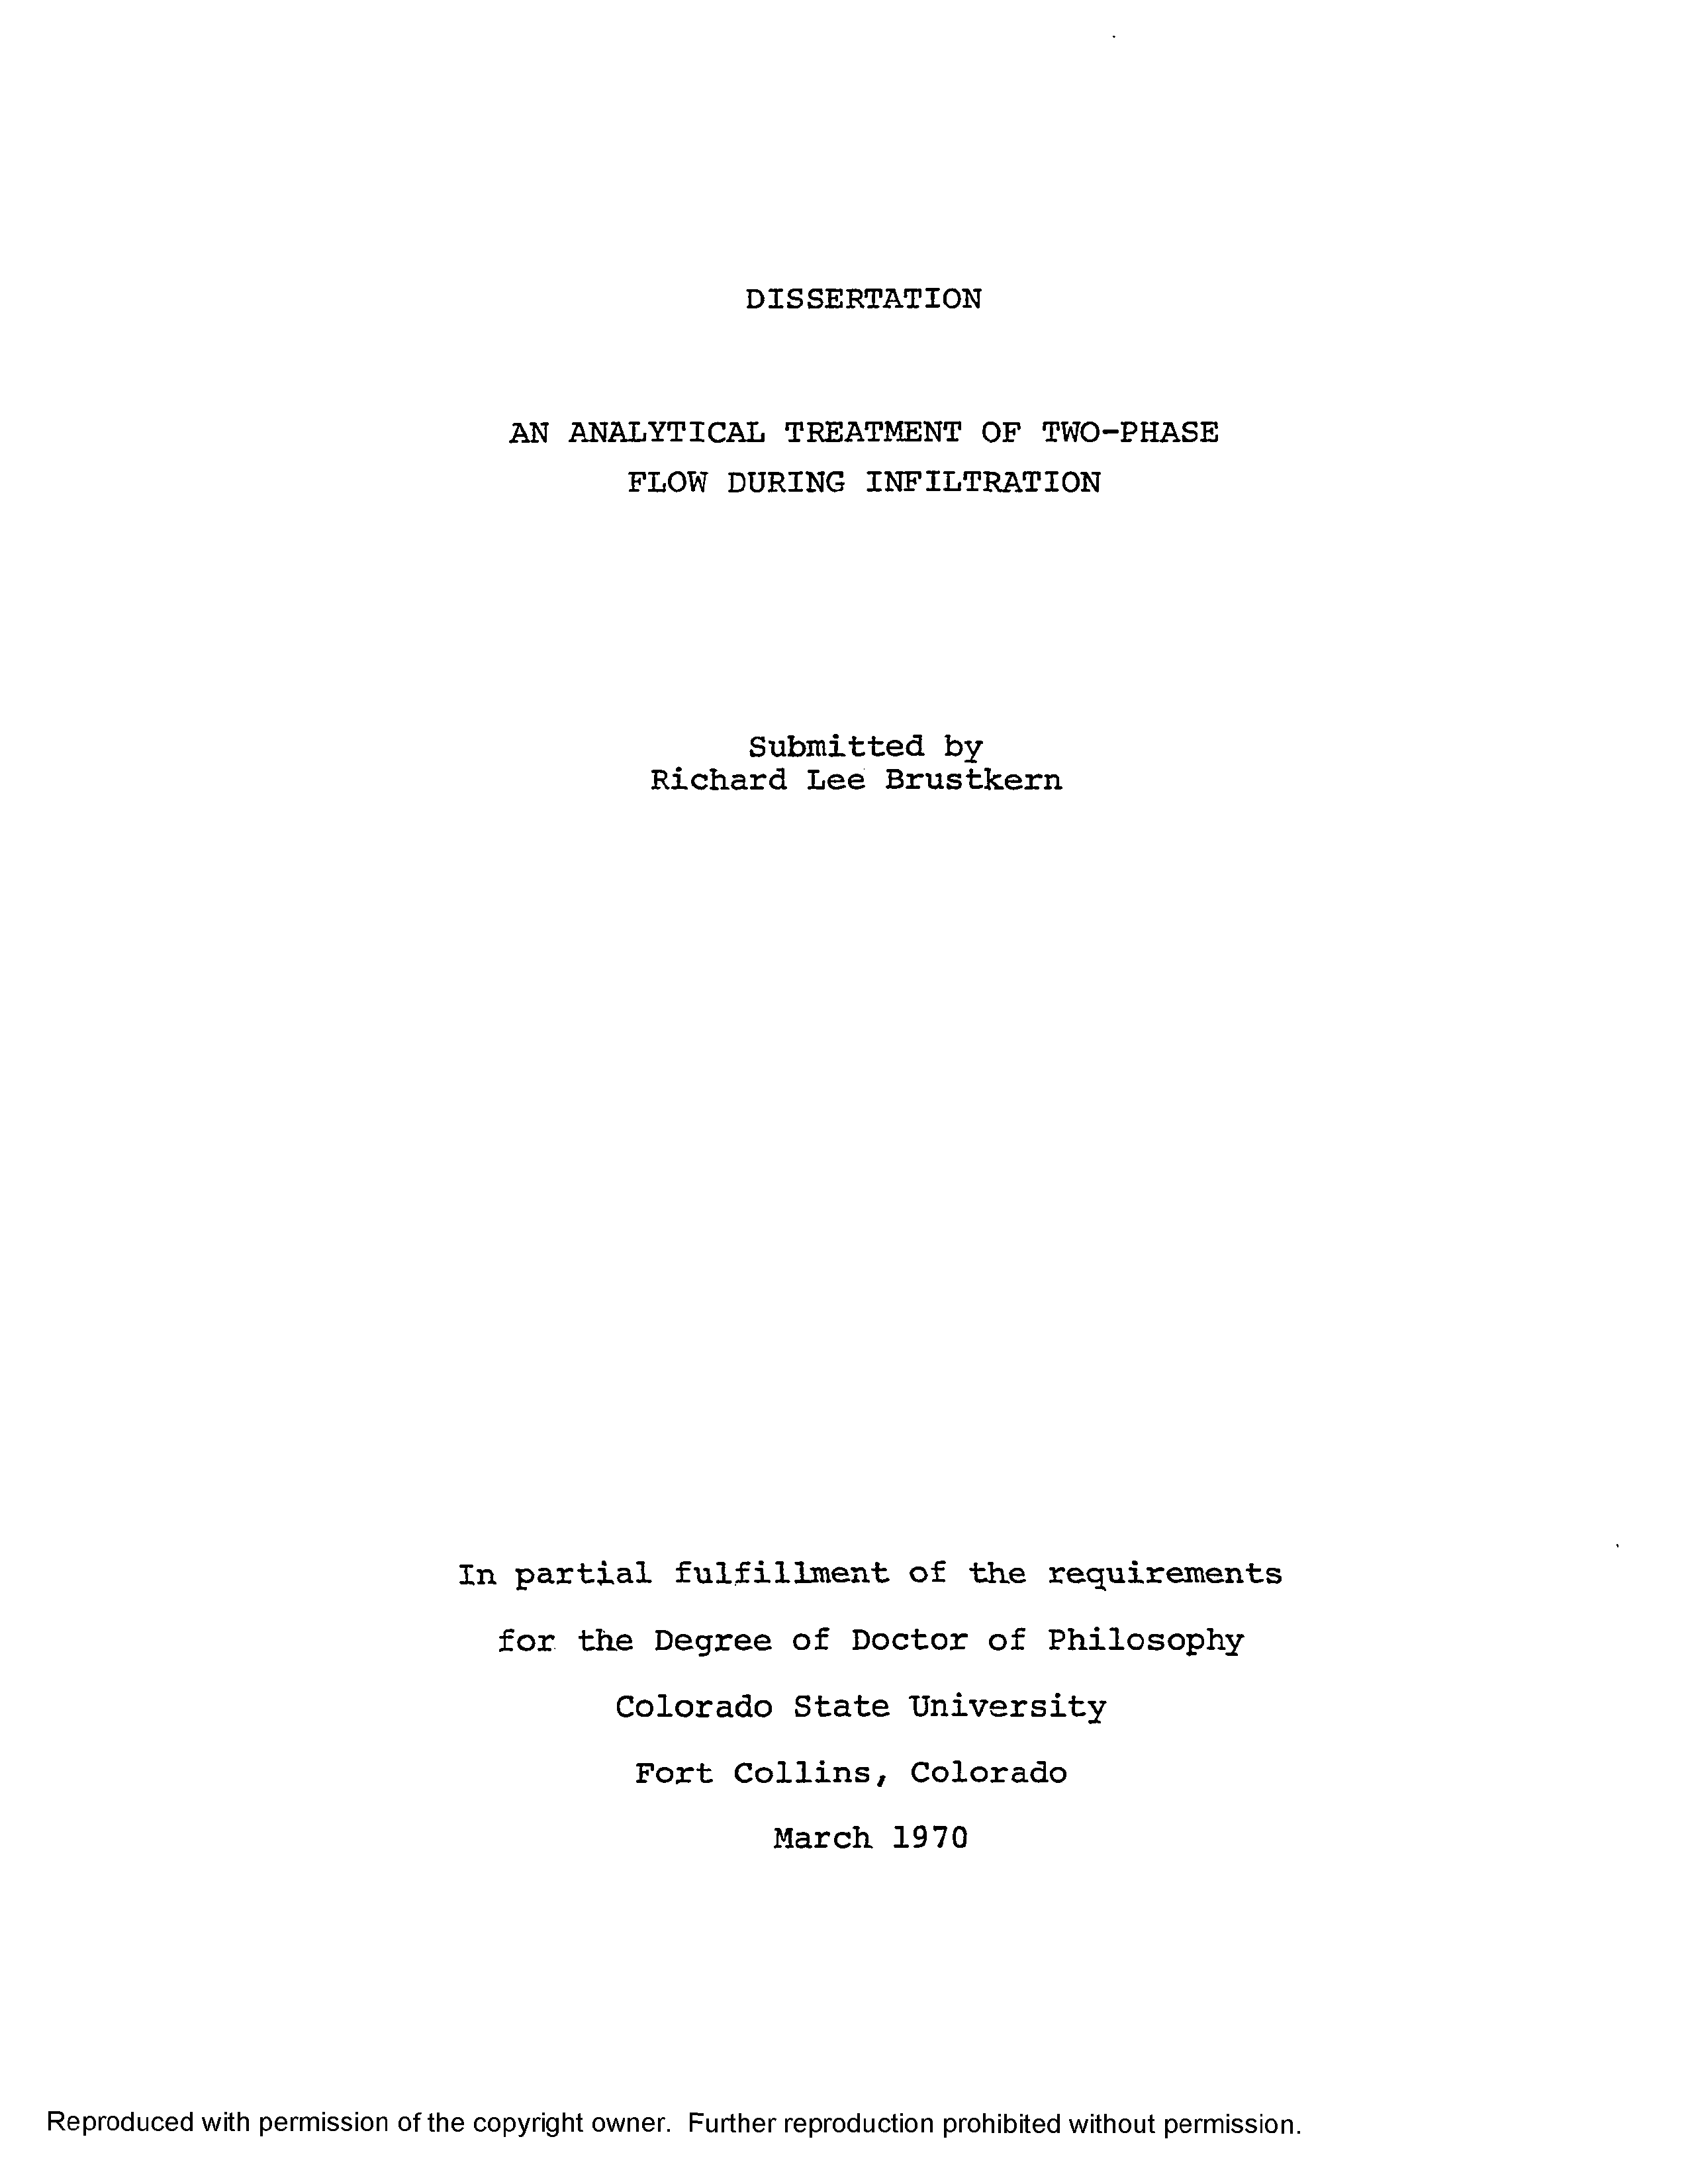 DISSERTATION
AN ANALYTICAL TREATMENT OF TWO-PHASE
FLOW DURING INFILTRATION
Submitted by
Richard Lee Brustkern
In partial fulfillment of the requirements
for the Degree of Doctor of Philosophy
Colorado State University
Fort Collins, Colorado
March 1970
Reproduced with permission of the copyright owner. Further reproduction prohibited without permission.